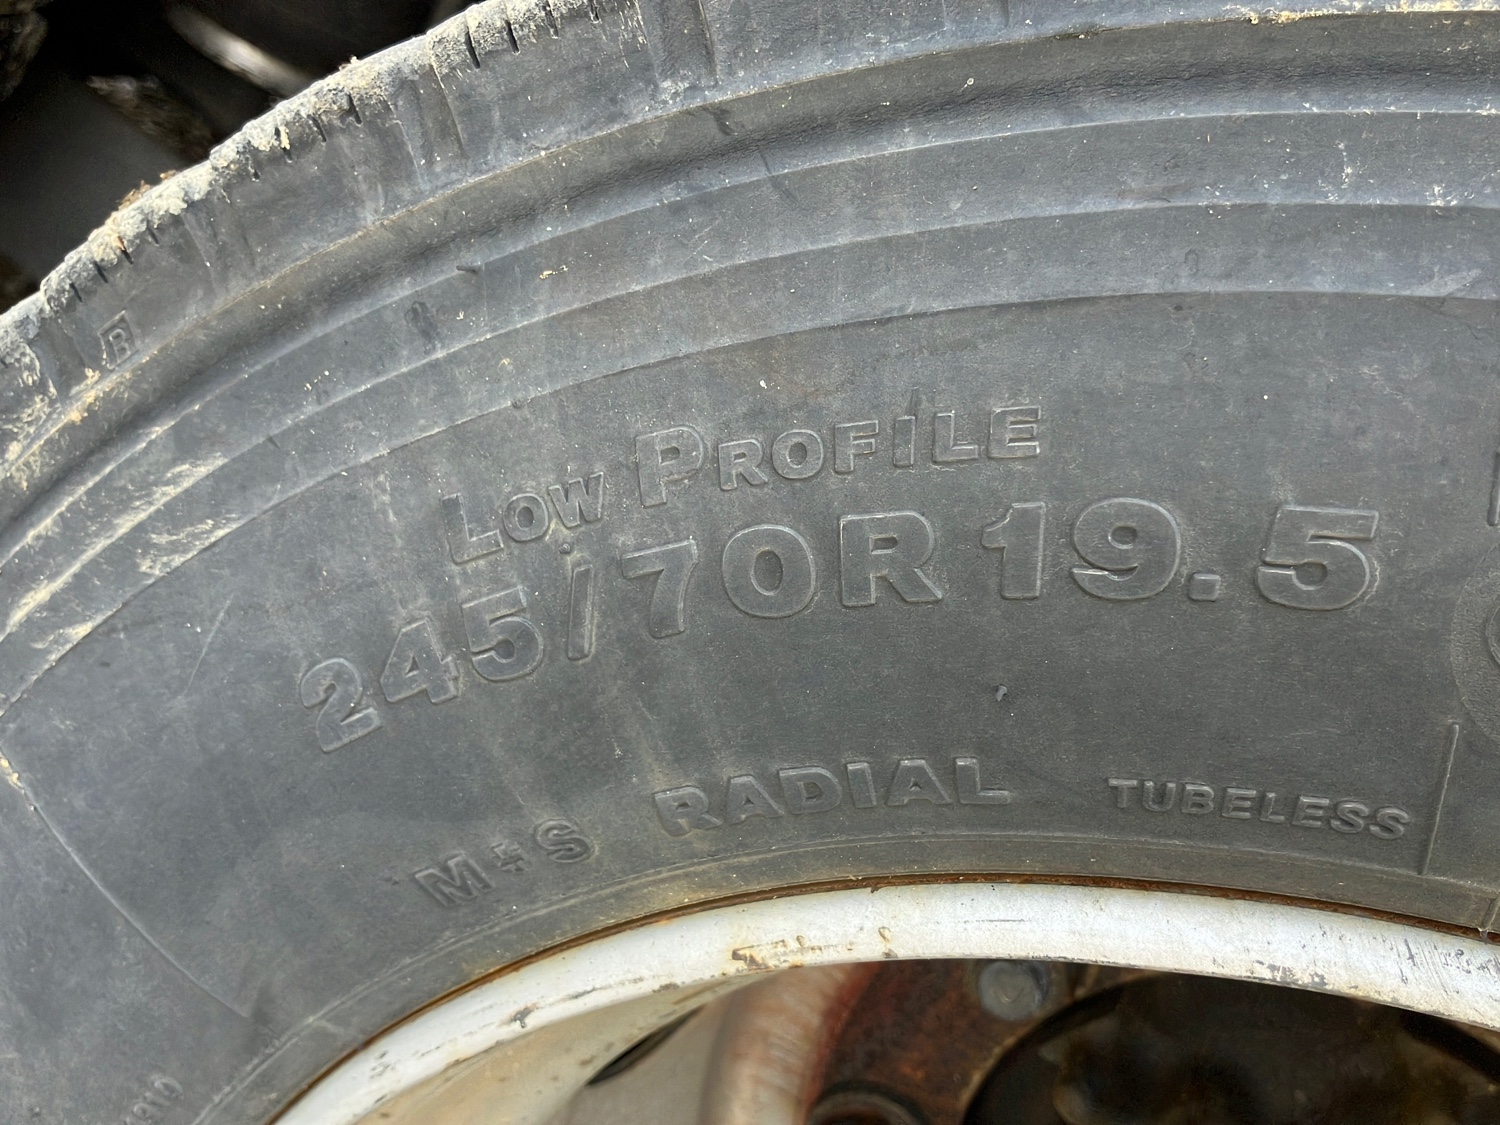 B
LOW PROFILE
245/70R 19.5
M+S RADIAL TUBELESS